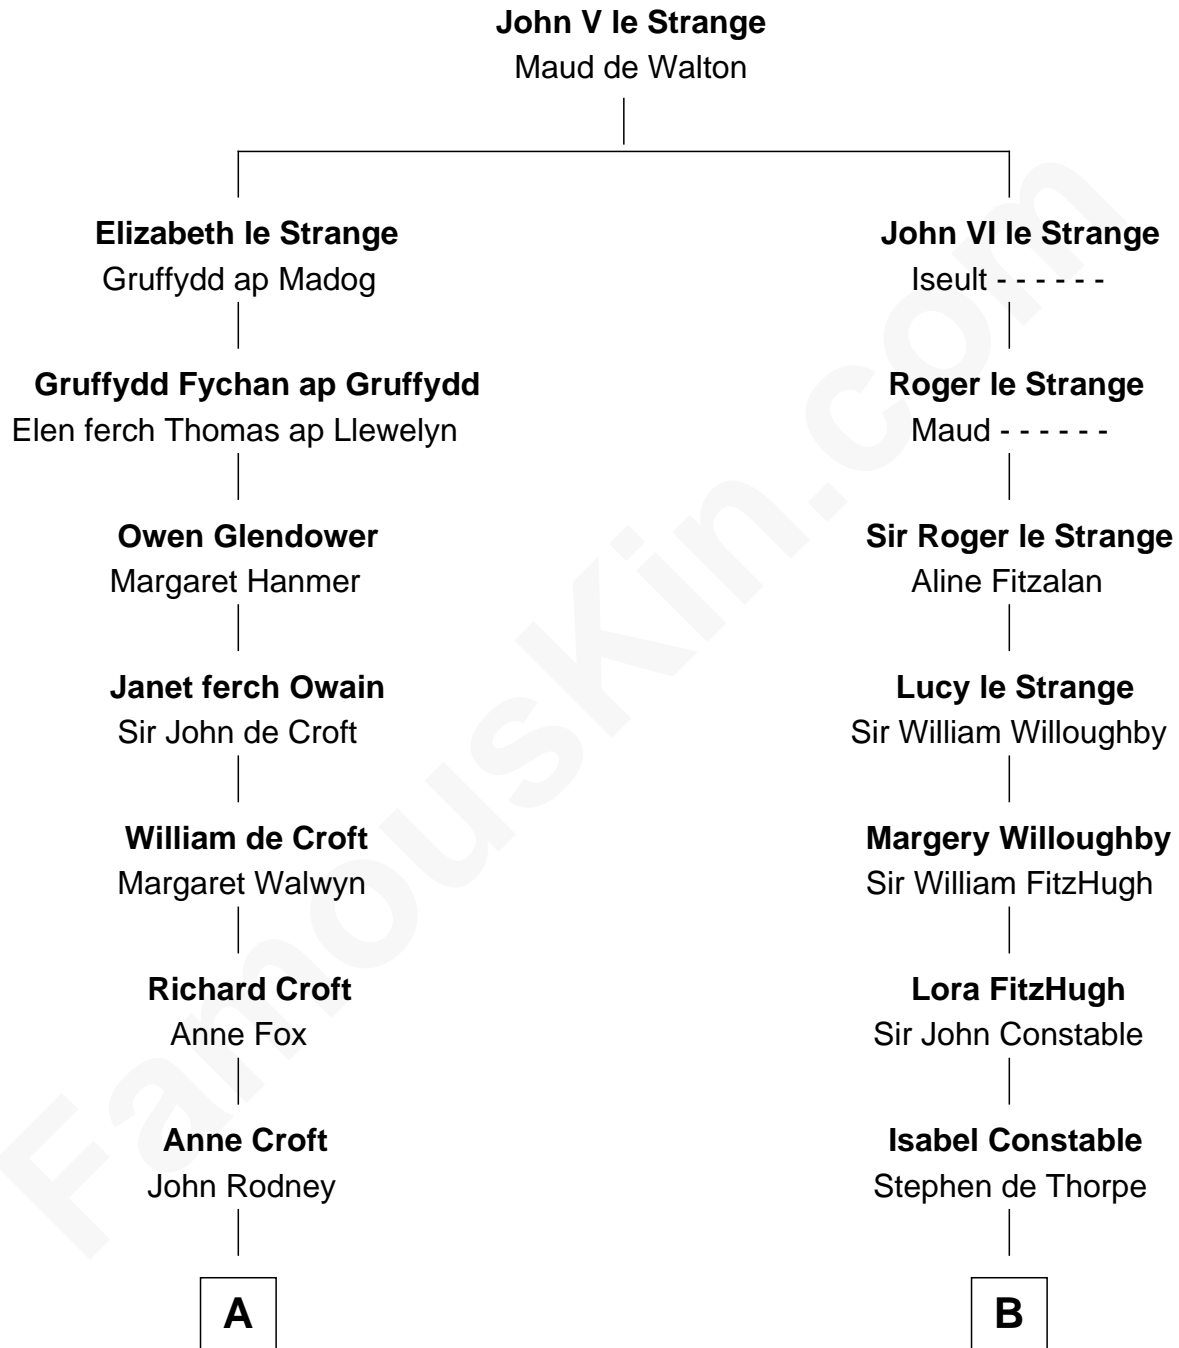 John V le Strange
Maud de Walton
Elizabeth le Strange
Gruffydd ap Madog
John VI le Strange
Iseult - - - - - -
Gruffydd Fychan ap Gruffydd
Elen ferch Thomas ap Llewelyn
Roger le Strange
Maud - - - - - -
Owen Glendower
Margaret Hanmer
Sir Roger le Strange
Aline Fitzalan
Janet ferch Owain
Sir John de Croft
Lucy le Strange
Sir William Willoughby
William de Croft
Margaret Walwyn
Margery Willoughby
Sir William FitzHugh
Richard Croft
Anne Fox
Lora FitzHugh
Sir John Constable
Anne Croft
John Rodney
Isabel Constable
Stephen de Thorpe
A
B
FamousKin.com